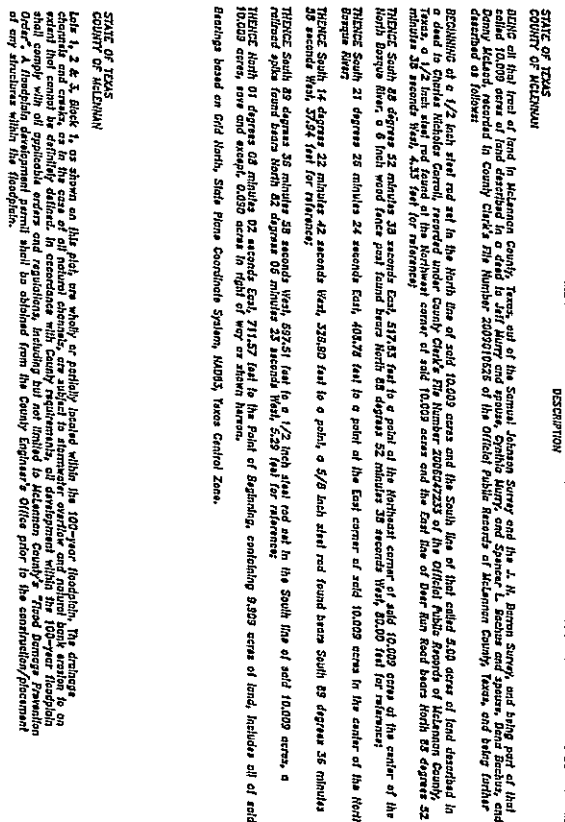 DESCRIPTION
STATE OF TEXAS
COUNTY OF McLENNAN
BEING all that tract of land in McLennan County, Texas, out of the Samuel Johnson Survey and the J. H. Barron Survey, and being part of that
called 10.009 acres of land described in a deed to Jeff Murry and spouse, Cynthia Murry, and Spencer L. Bachus and spouse, Dana Bachus, and
Danny McLeod, recorded in County Clerk's File Number 2009010626 of the Official Public Records of McLennan County, Texas, and being further
described as follows:
BEGINNING at a 1/2 inch steel rod set in the North line of said 10.009 acres and the South line of that called 5.00 acres of land described in
a deed to Charles Nicholas Carroll, recorded under County Clerk's File Number 2006047233 of the Official Public Records of McLennan County,
Texas, a 1/2 inch steel rod found at the Northwest corner of said 10.009 acres and the East line of Deer Run Road bears North 88 degrees 52
minutes 38 seconds West, 4.33 feet for reference;
THENCE South 88 degrees 52 minutes 38 seconds East, 517.83 feet to a point at the Northeast corner of said 10.009 acres at the center of the
North Bosque River, a 6 inch wood fence post found bears North 88 degrees 52 minutes 38 seconds West, 80.00 feet for reference;
THENCE South 21 degrees 26 minutes 24 seconds East, 408.78 feet to a point at the East corner of said 10.009 acres in the center of the North
Bosque River;
THENCE South 14 degrees 22 minutes 42 seconds West, 338.90 feet to a point, a 5/8 inch steel rod found bears South 89 degrees 36 minutes
58 seconds West, 37.64 feet for reference;
THENCE South 89 degrees 36 minutes 58 seconds West, 597.51 feet to a 1/2 inch steel rod set in the South line of said 10.009 acres, a
railroad spike found bears North 82 degrees 06 minutes 23 seconds West, 5.29 feet for reference;
THENCE North 01 degrees 08 minutes 02 seconds East, 711.57 feet to the Point of Beginning, containing 9.909 acres of land, includes all of said
10.009 acres, save and except, 0.090 acres in right of way as shown hereon.
Bearings based on Grid North, State Plane Coordinate System, NAD83, Texas Central Zone.
STATE OF TEXAS
COUNTY OF McLENNAN
Lots 1, 2 & 3, Block 1, as shown on this plat, are wholly or partially located within the 100-year floodplain. The drainage
channels and creeks, as in the case of all natural channels, are subject to stormwater overflow and natural bank erosion to an
extent that cannot be definitely defined. In accordance with County requirements, all development within the 100-year floodplain
shall comply with all applicable orders and regulations, including but not limited to McLennan County's "Flood Damage Prevention
Order". A floodplain development permit shall be obtained from the County Engineer's Office prior to the construction/placement
of any structures within the floodplain.